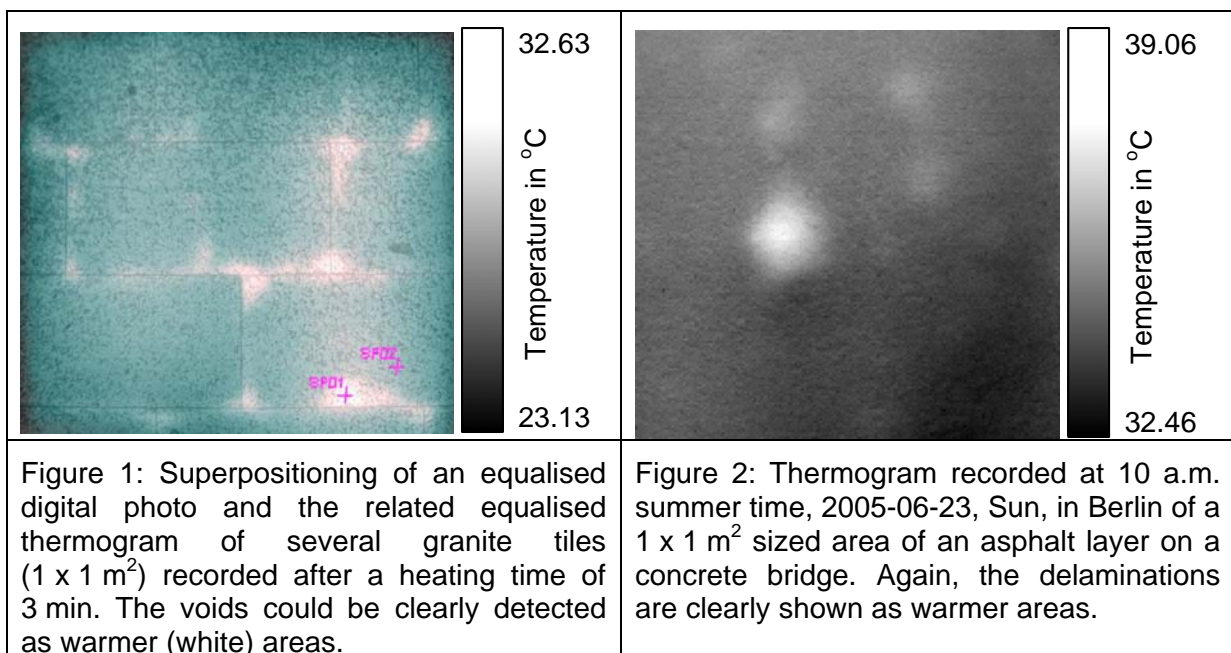 32.63
Temperature in °C
23.13
SP02
SP01
39.06
Temperature in °C
32.46
Figure 1: Superpositioning of an equalised
digital photo and the related equalised
thermogram of several granite tiles
(1 x 1 m²) recorded after a heating time of
3 min. The voids could be clearly detected
as warmer (white) areas.
Figure 2: Thermogram recorded at 10 a.m.
summer time, 2005-06-23, Sun, in Berlin of a
1 x 1 m² sized area of an asphalt layer on a
concrete bridge. Again, the delaminations
are clearly shown as warmer areas.